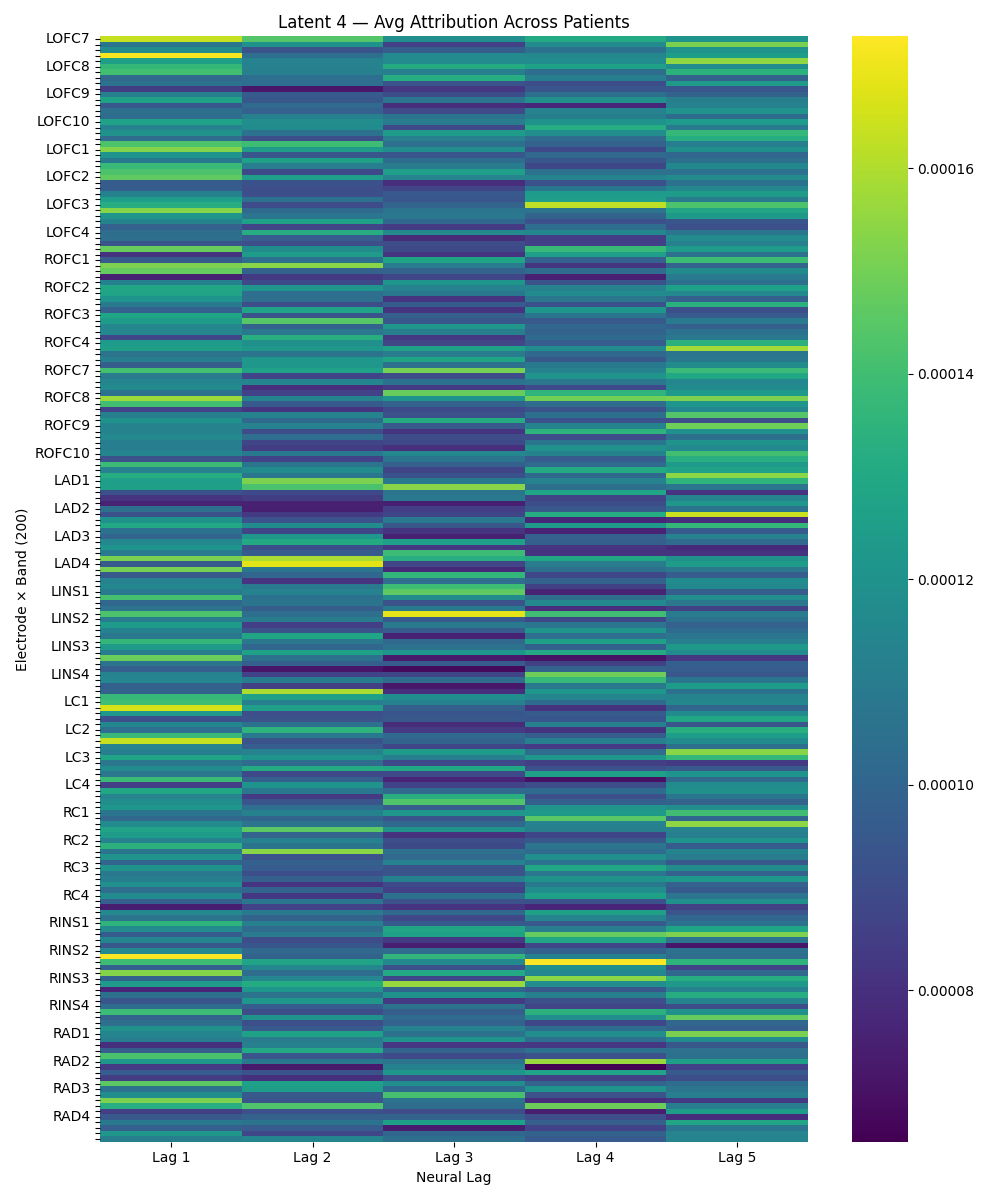 Latent 4 — Avg Attribution Across Patients
LOFC7
LOFC8
LOFC9
LOFC10
LOFC1
LOFC2
LOFC3
LOFC4
ROFC1
ROFC2
ROFC3
ROFC4
ROFC7
ROFC8
ROFC9
ROFC10
LAD1
LAD2
LAD3
LAD4
LINS1
LINS2
LINS3
LINS4
LC1
LC2
LC3
LC4
RC1
RC2
RC3
RC4
RINS1
RINS2
RINS3
RINS4
RAD1
RAD2
RAD3
RAD4
Electrode × Band (200)
Lag 1
Lag 2
Lag 3
Lag 4
Lag 5
Neural Lag
0.00016
0.00014
0.00012
0.00010
0.00008